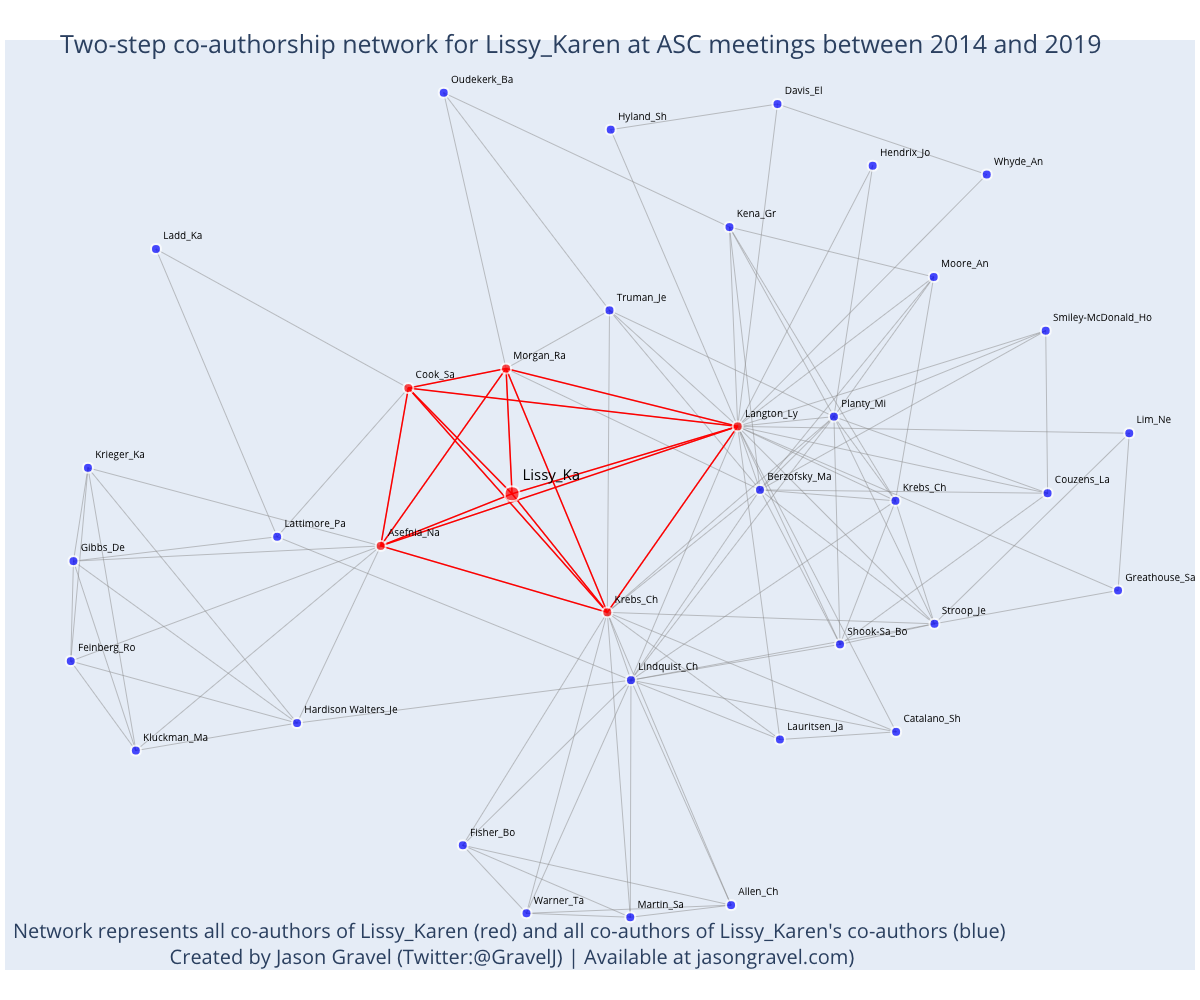 Two-step co-authorship network for Lissy_Karen at ASC meetings between 2014 and 2019
Oudekerk_Ba
Davis_El
Hyland_Sh
Hendrix_Jo
Whyde_An
Kena_Gr
Ladd_Ka
Moore_An
Truman_Je
Smiley-McDonald_Ho
Morgan_Ra
Cook_Sa
Planty_Mi
Langton_Ly
Lim_Ne
Krieger_Ka
Lissy_Ka
Berzofsky_Ma
Couzens_La
Krebs_Ch
Lattimore_Pa
Asefnia_Na
Gibbs_De
Greathouse_Sa
Krebs_Ch
Stroop_Je
Shook-Sa_Bo
Feinberg_Ro
Lindquist_Ch
Hardison Walters_Je
Catalano_Sh
Lauritsen_Ja
Kluckman_Ma
Fisher_Bo
Allen_Ch
Warner_Ta
Martin_Sa
Network represents all co-authors of Lissy_Karen (red) and all co-authors of Lissy_Karen's co-authors (blue)
Created by Jason Gravel (Twitter:@GravelJ) | Available at jasongravel.com)